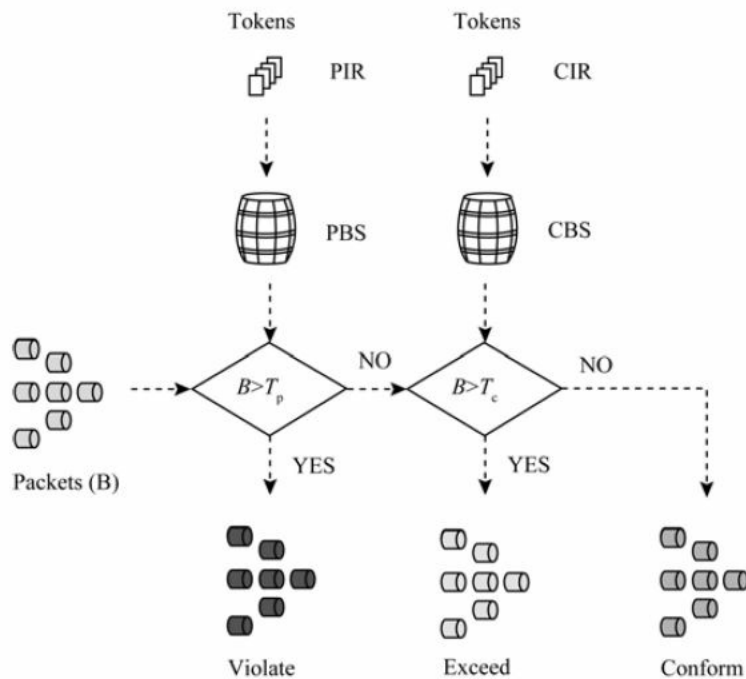 Tokens
Tokens
PIR
CIR
PBS
CBS
B>Tp
NO
B>Tc
NO
Packets (B)
YES
YES
Violate
Exceed
Conform